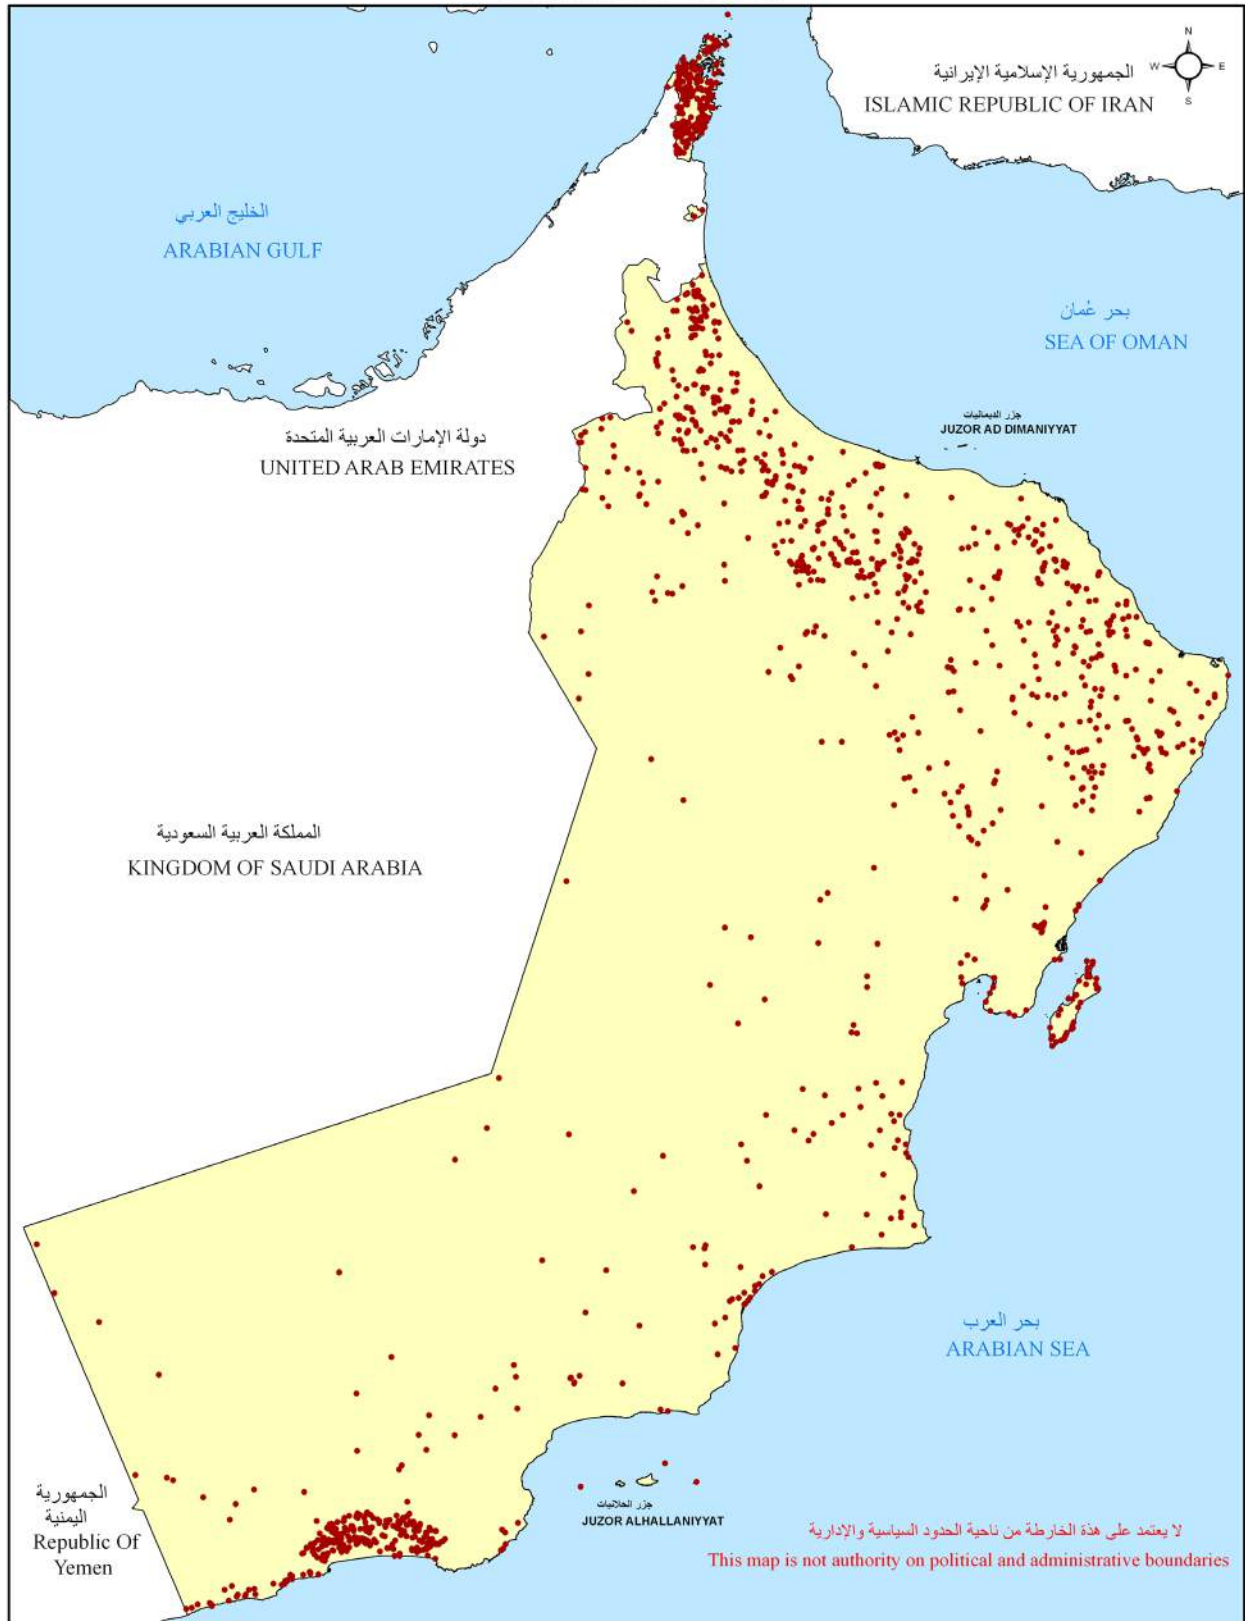 N
W
E
S
الجمهورية الإسلامية الإيرانية
ISLAMIC REPUBLIC OF IRAN
الخليج العربي
ARABIAN GULF
بحر عُمان
SEA OF OMAN
جزر الديمانيات
JUZOR AD DIMANIYYAT
دولة الإمارات العربية المتحدة
UNITED ARAB EMIRATES
المملكة العربية السعودية
KINGDOM OF SAUDI ARABIA
بحر العرب
ARABIAN SEA
الجمهورية
اليمنية
Republic Of
Yemen
جزر الحلانيات
JUZOR ALHALLANIYYAT
لا يعتمد على هذة الخارطة من ناحية الحدود السياسية والإدارية
This map is not authority on political and administrative boundaries